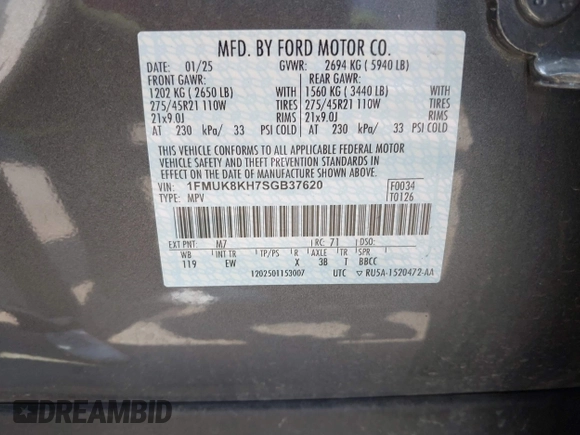 MFD. BY FORD MOTOR CO.
DATE: 01/25 GVWR: 2694 KG ( 5940 LB)
FRONT GAWR: REAR GAWR:
1202 KG ( 2650 LB) 1560 KG ( 3440 LB)
275/45R21 110W TIRES 275/45R21 110W TIRES
21x9.0J RIMS 21x9.0J RIMS
AT 230 kPa/ 33 PSI COLD AT 230 kPa/ 33 PSI COLD
THIS VEHICLE CONFORMS TO ALL APPLICABLE FEDERAL MOTOR
VEHICLE SAFETY AND THEFT PREVENTION STANDARDS IN
EFFECT ON THE DATE OF MANUFACTURE SHOWN ABOVE.
VIN: 1FMUK8KH7SGB37620 F0034
TYPE: MPV T0126
EXT PNT: M7 RC: 71 DSO:
WB INT TR TP/PS R AXLE TR SPR
119 EW X 3B T BBCC
1202501153007 UTC ▽ RU5A-1520472-AA
DREAMBID